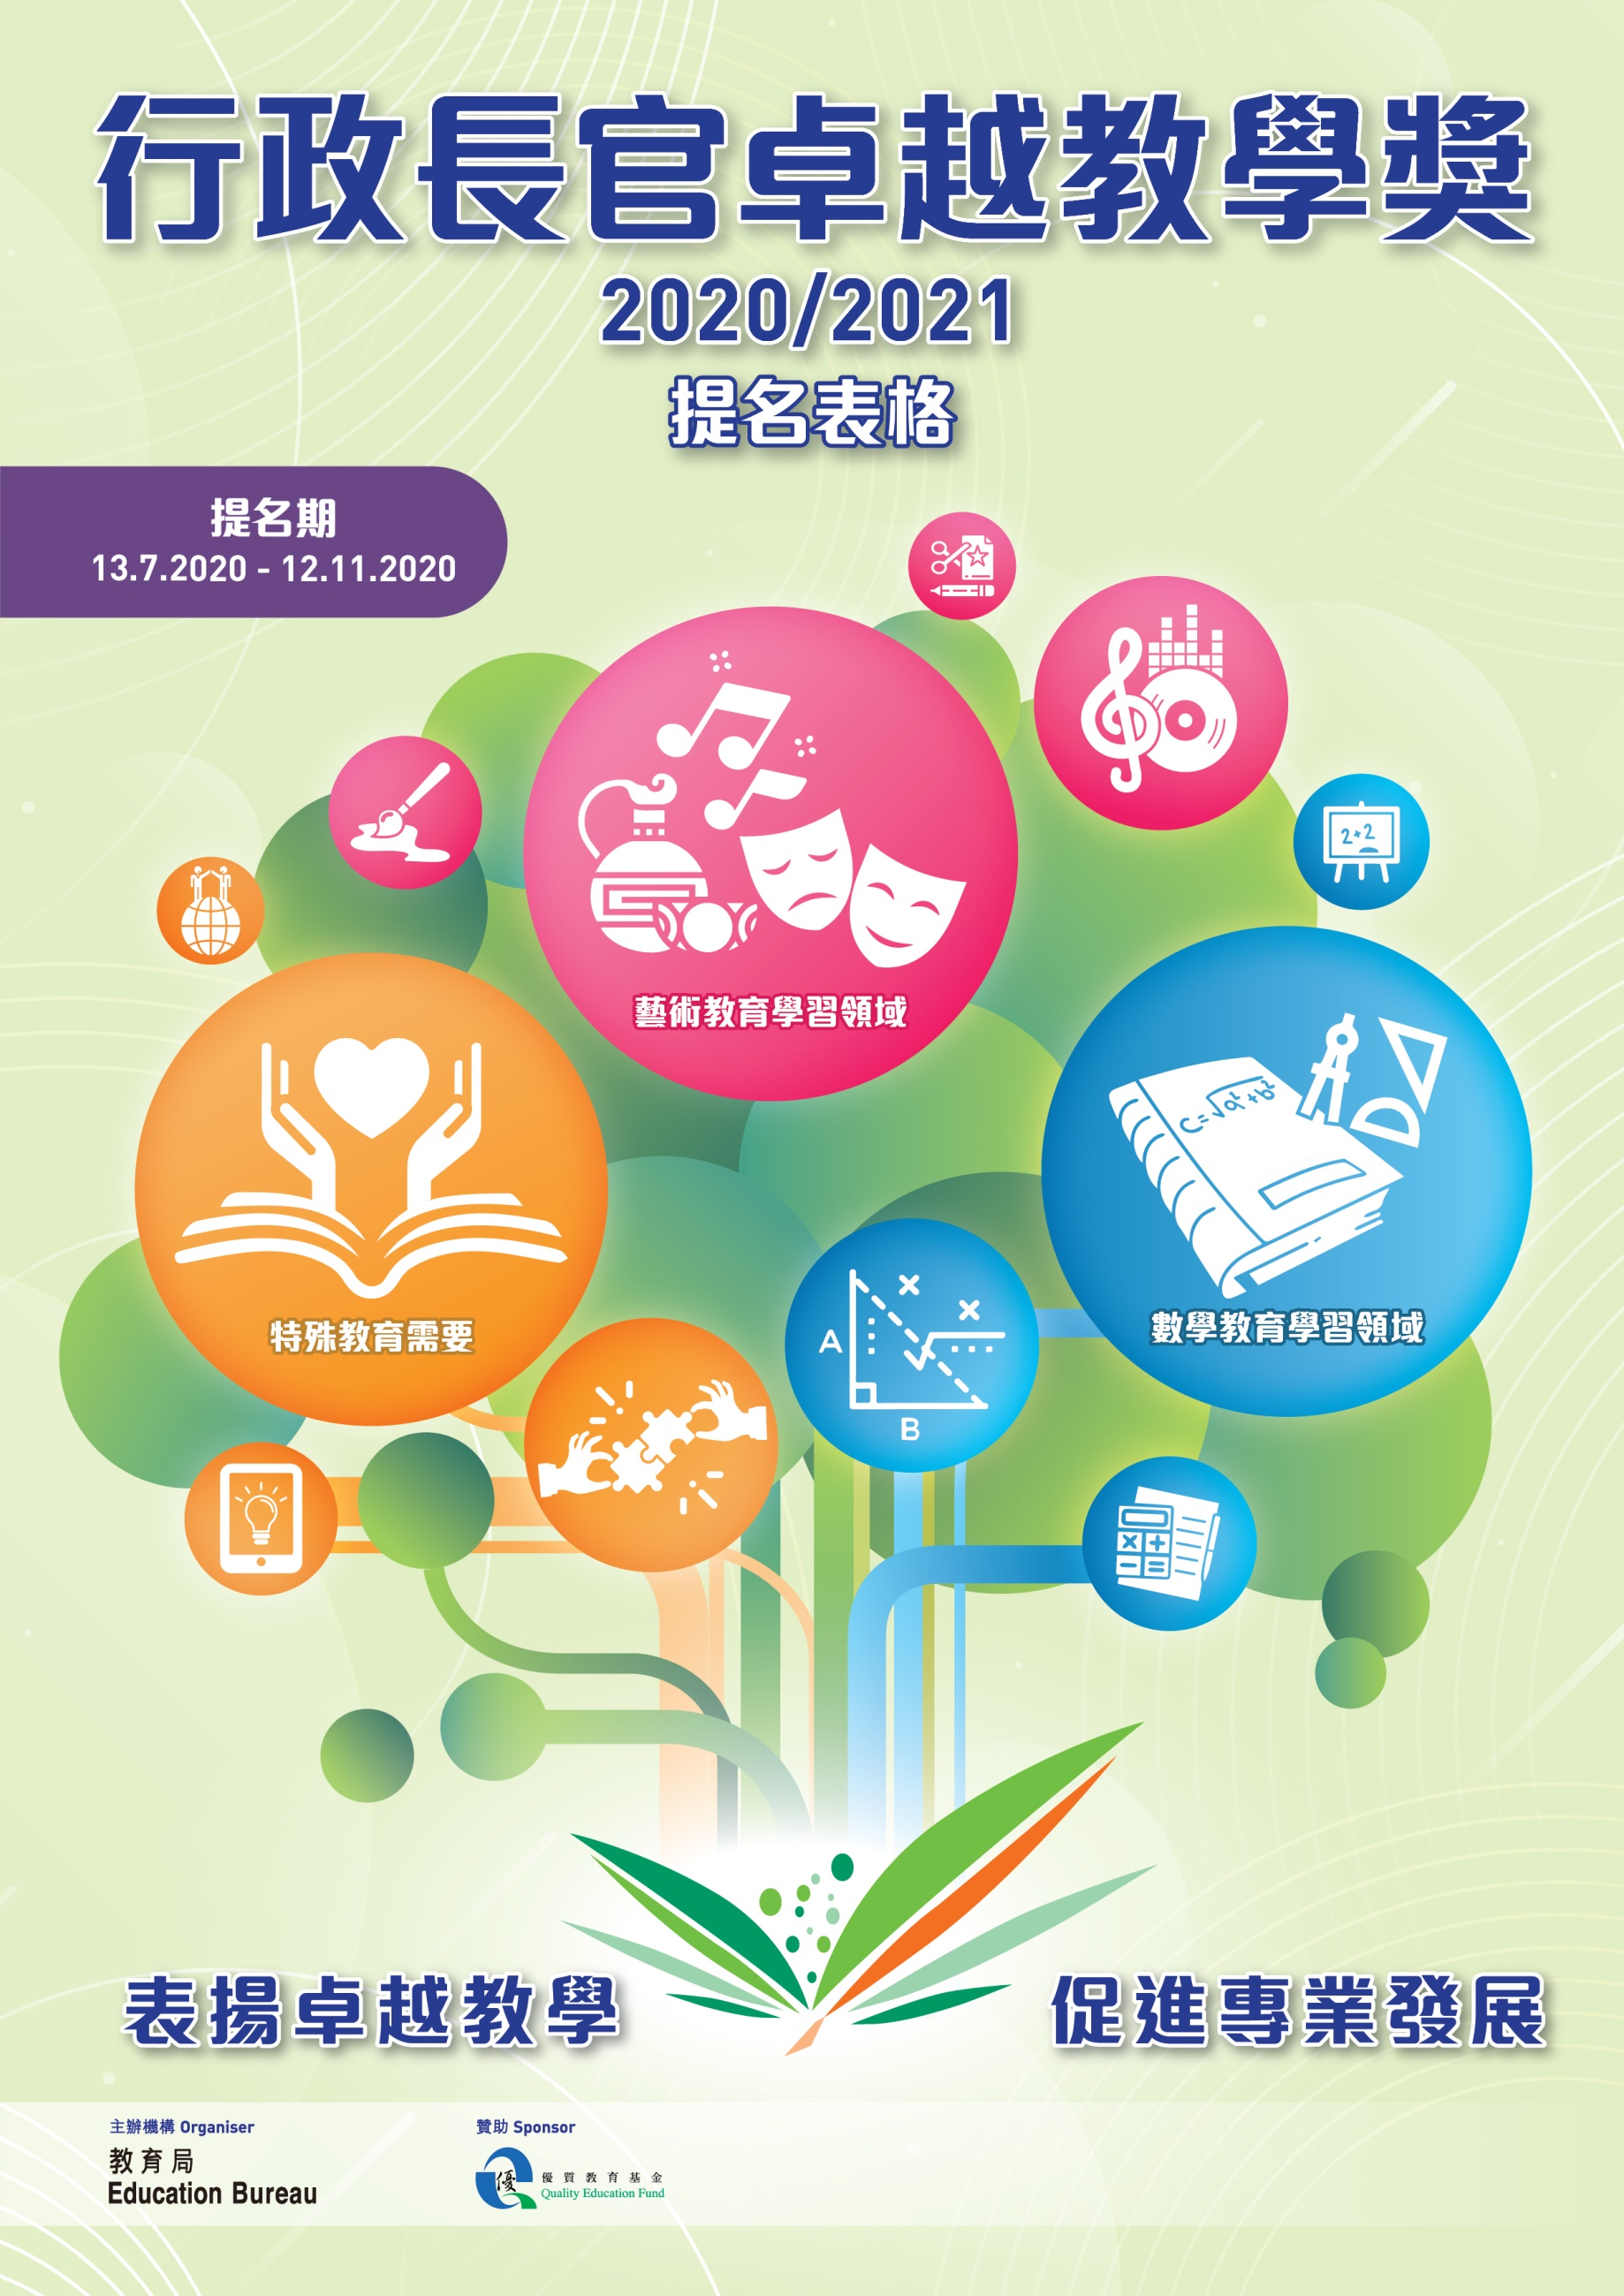 行政長官卓越教學獎
2020/2021
提名表格
提名期
13.7.2020 - 12.11.2020
2+2
藝術教育學習領域
C=√a²+b²
特殊教育需要
數學教育學習領域
A
B
表揚卓越教學
促進專業發展
主辦機構 Organiser
教育局
Education Bureau
贊助 Sponsor
優
優質教育基金
Quality Education Fund